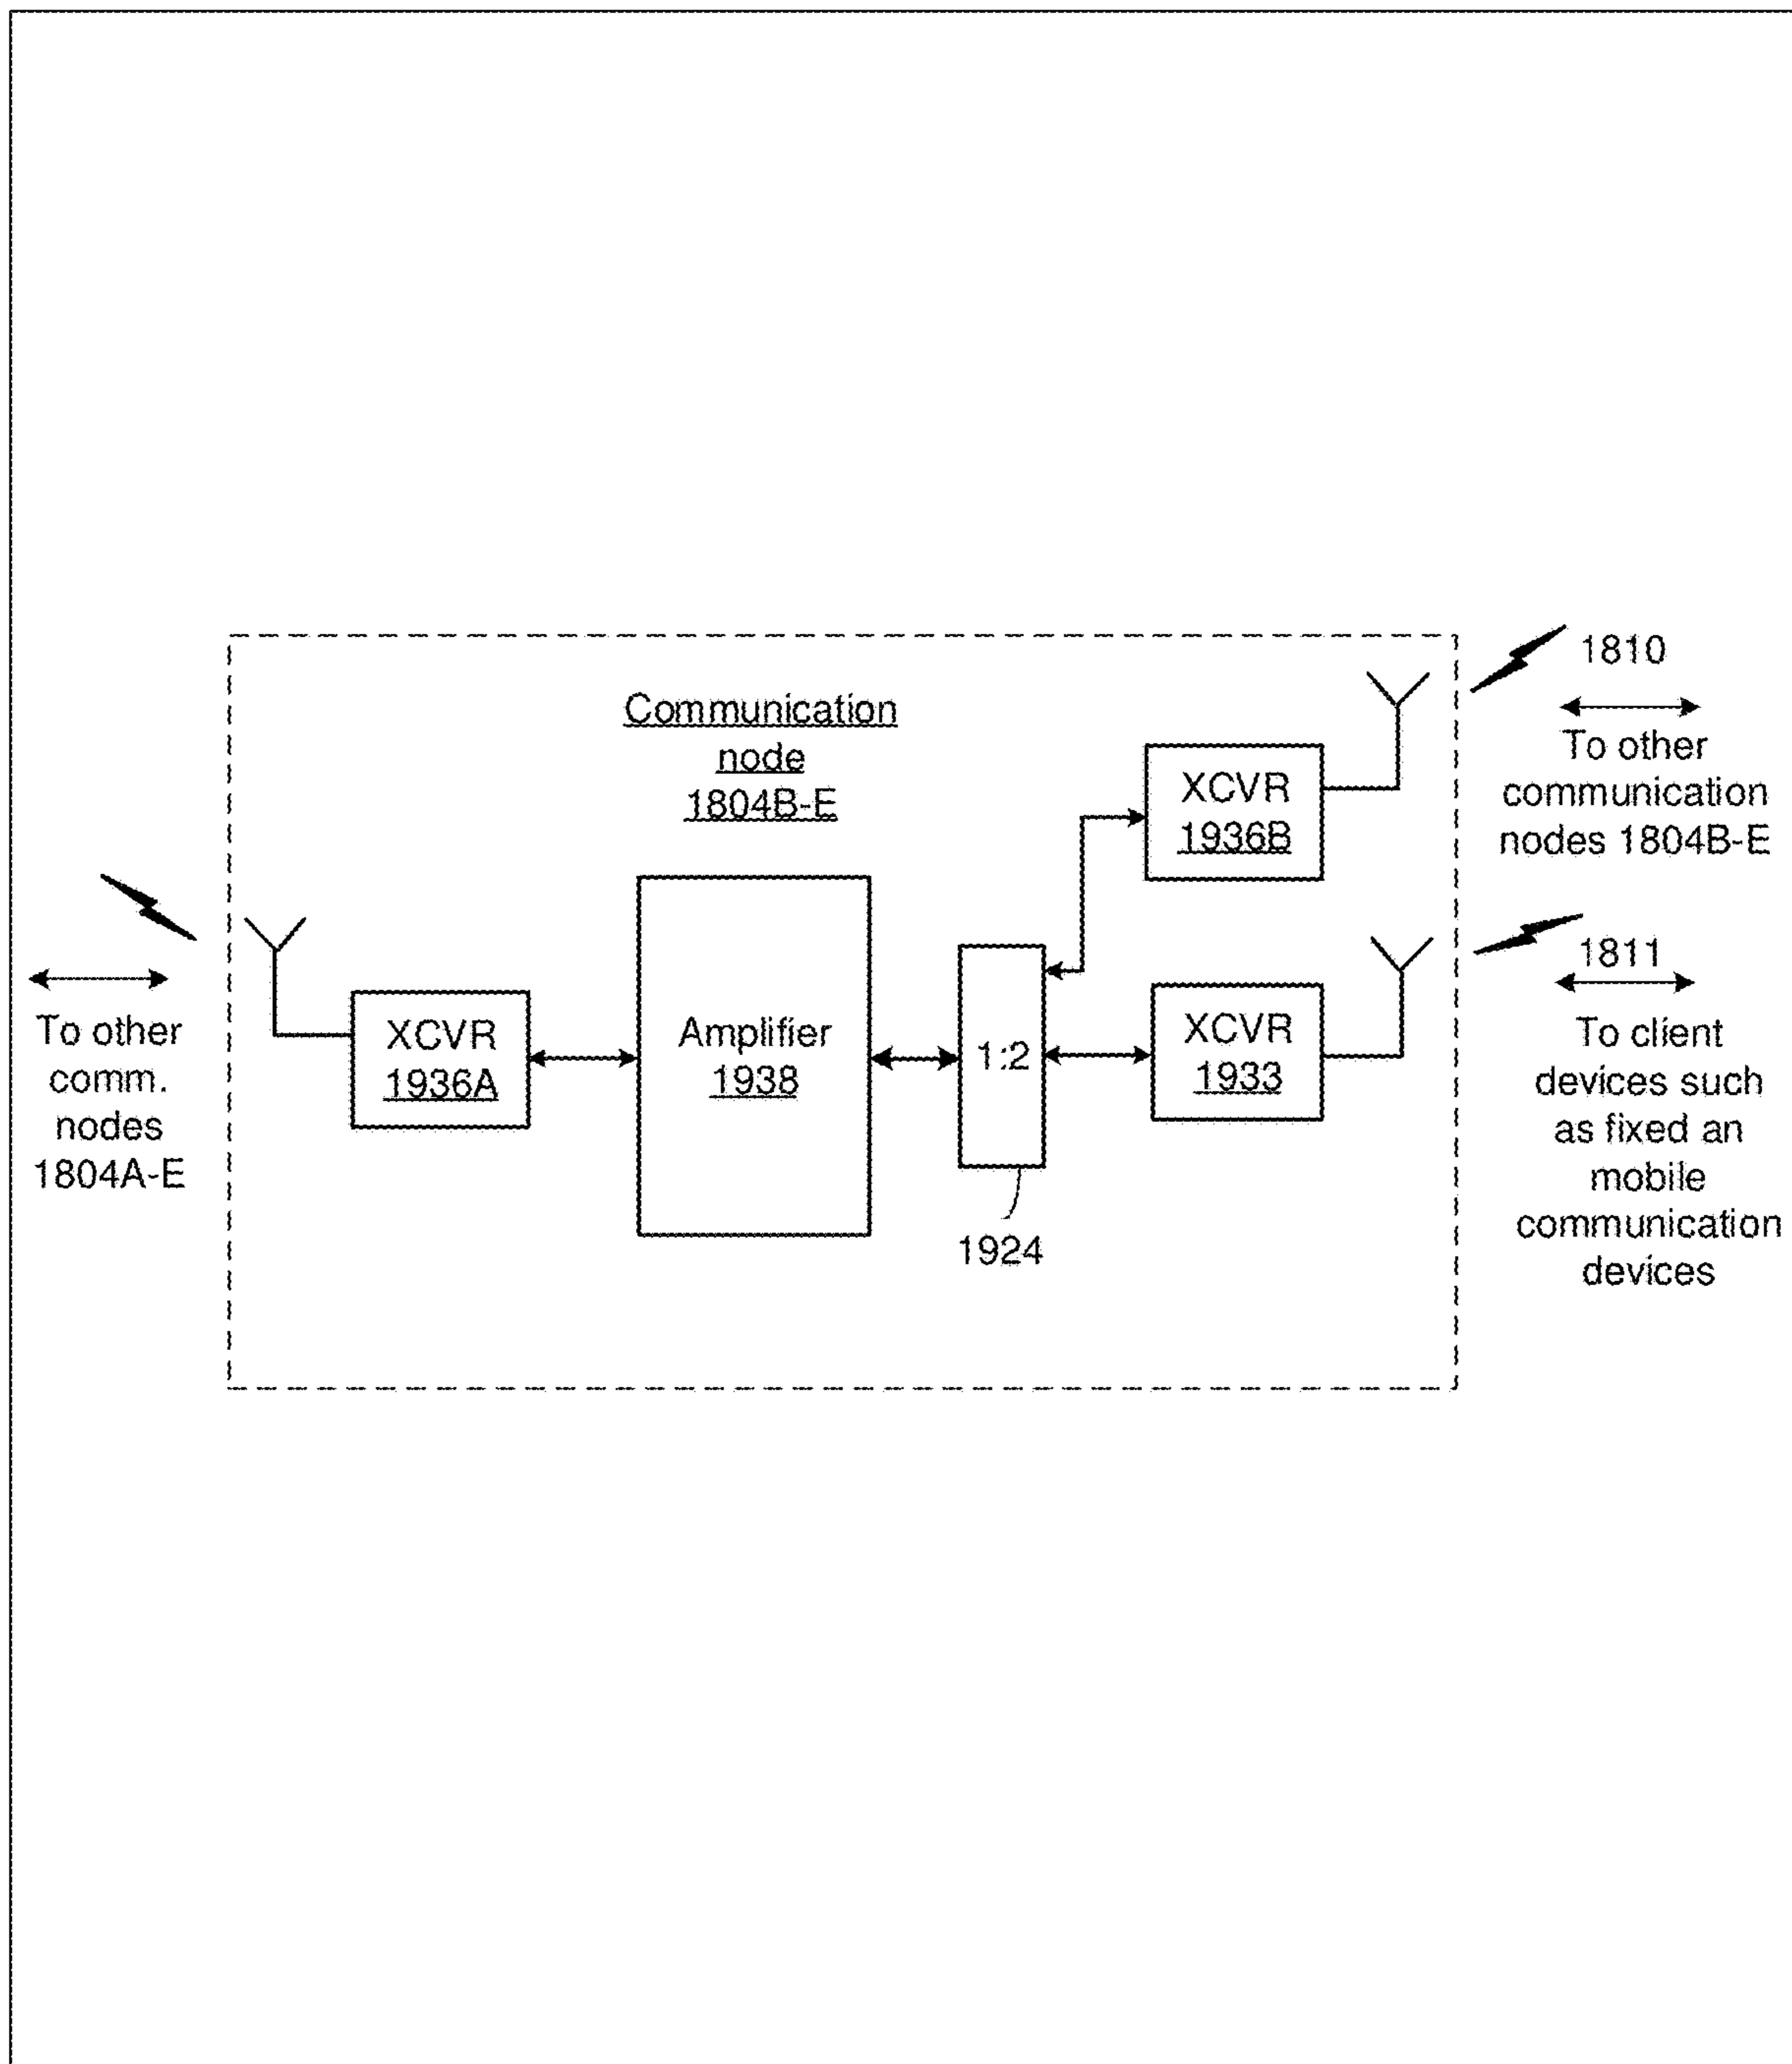 Communication
node
1804B-E
1810
To other
communication
nodes 1804B-E
XCVR
1936B
To other
comm.
nodes
1804A-E
XCVR
1936A
Amplifier
1938
1:2
1924
XCVR
1933
1811
To client
devices such
as fixed an
mobile
communication
devices